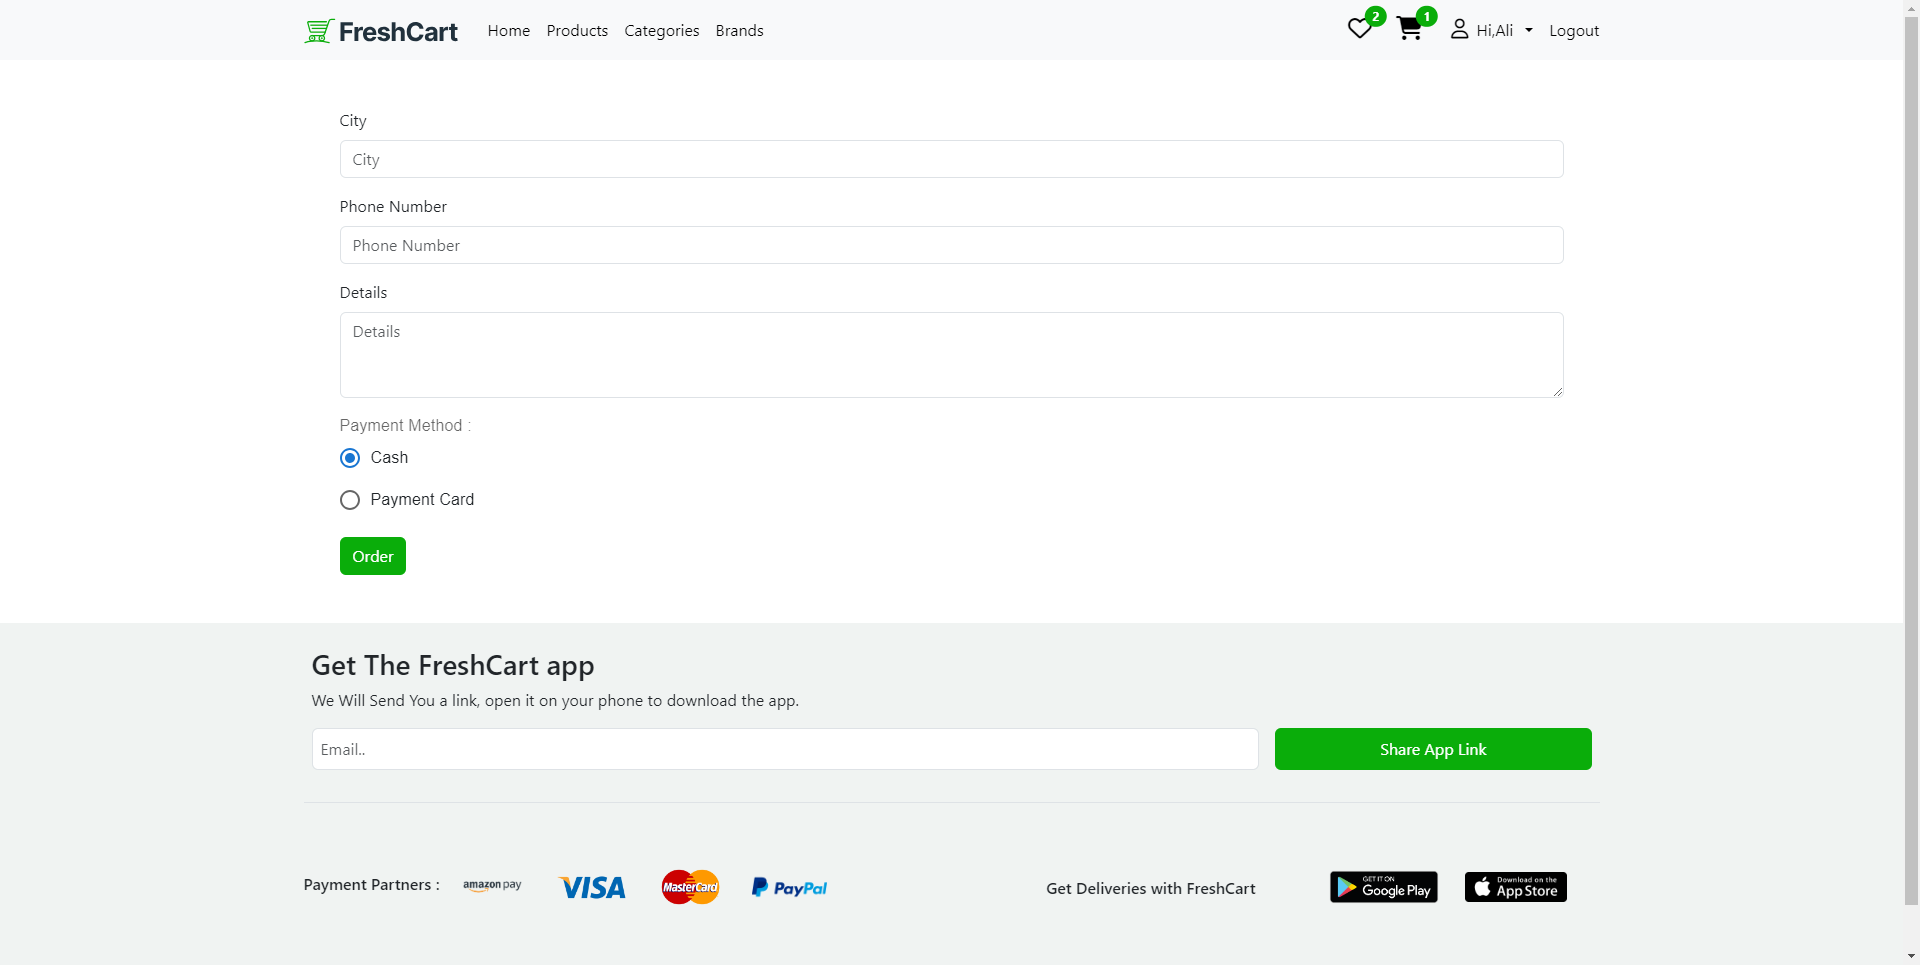 FreshCart Home Products Categories Brands 2 1 Hi,Ali Logout
City
City
Phone Number
Phone Number
Details
Details
Payment Method :
Cash
Payment Card
Order
Get The FreshCart app
We Will Send You a link, open it on your phone to download the app.
Email.. Share App Link
Payment Partners : amazon pay VISA MasterCard PayPal Get Deliveries with FreshCart GET IT ON Google Play Download on the App Store